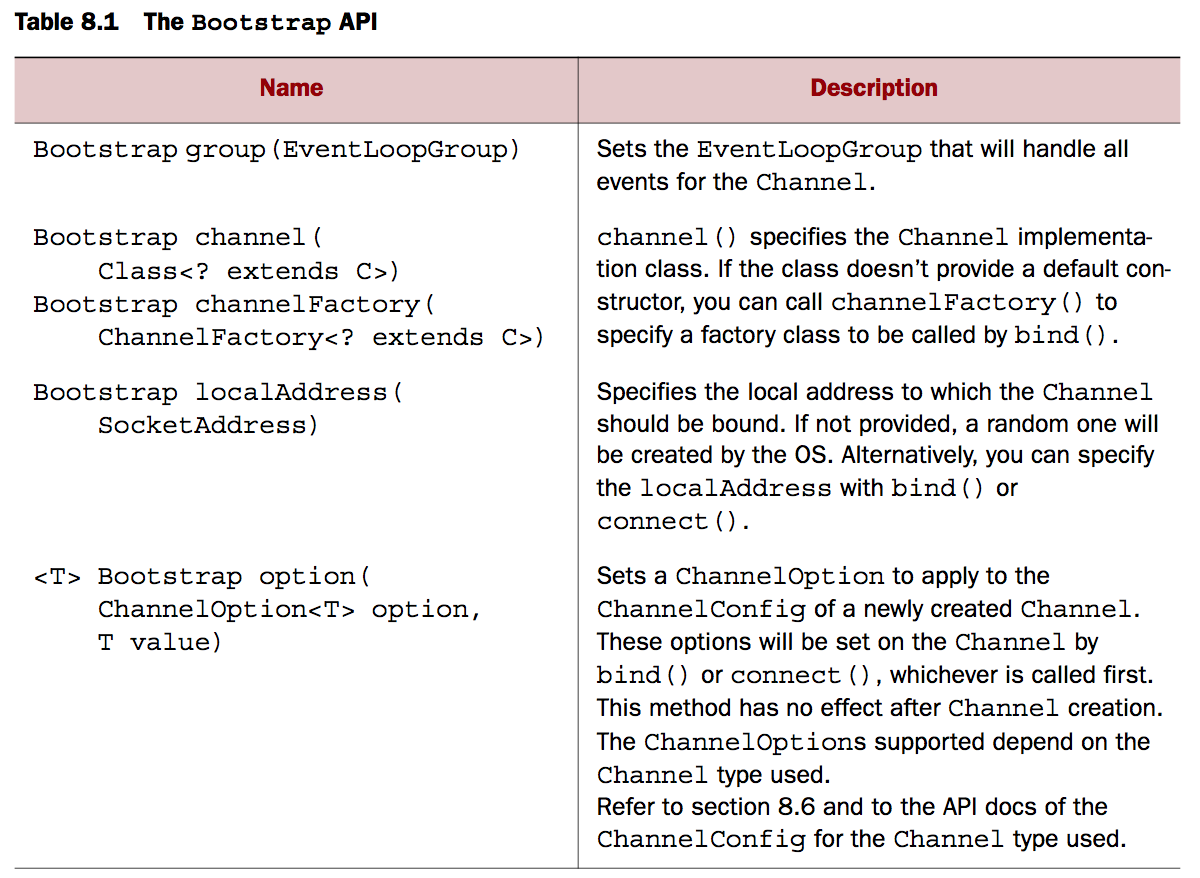 Table 8.1 The Bootstrap API
Name
Description
Bootstrap group(EventLoopGroup)
Sets the EventLoopGroup that will handle all
events for the Channel.
Bootstrap channel(
Class<? extends C>)
Bootstrap channelFactory(
ChannelFactory<? extends C>)
channel() specifies the Channel implementa-
tion class. If the class doesn’t provide a default con-
structor, you can call channelFactory() to
specify a factory class to be called by bind().
Bootstrap localAddress(
SocketAddress)
Specifies the local address to which the Channel
should be bound. If not provided, a random one will
be created by the OS. Alternatively, you can specify
the localAddress with bind() or
connect().
<T> Bootstrap option(
ChannelOption<T> option,
T value)
Sets a ChannelOption to apply to the
ChannelConfig of a newly created Channel.
These options will be set on the Channel by
bind() or connect(), whichever is called first.
This method has no effect after Channel creation.
The ChannelOptions supported depend on the
Channel type used.
Refer to section 8.6 and to the API docs of the
ChannelConfig for the Channel type used.